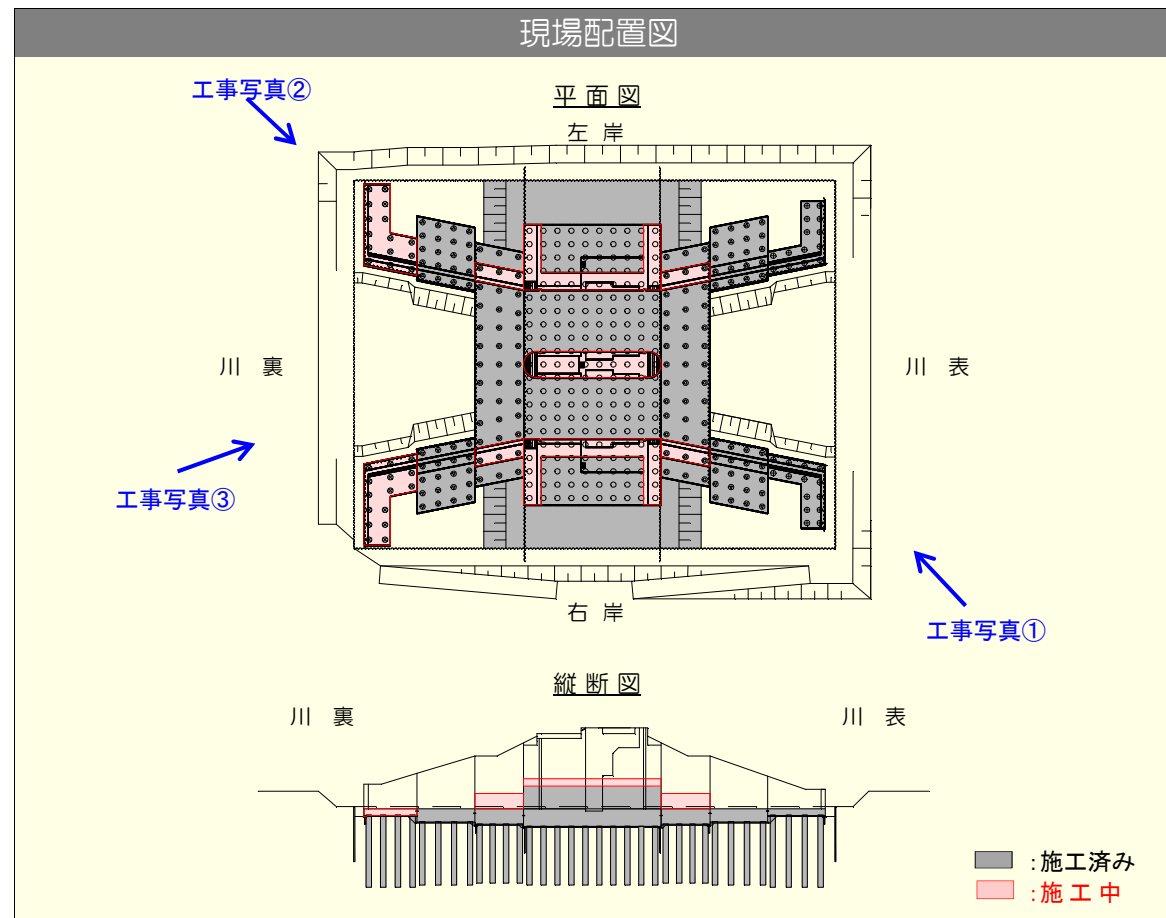 現場配置図
工事写真②
平 面 図
左 岸
川 裏
川 表
工事写真③
右 岸
工事写真①
縦 断 図
川 裏
川 表
:施工済み
:施 工 中